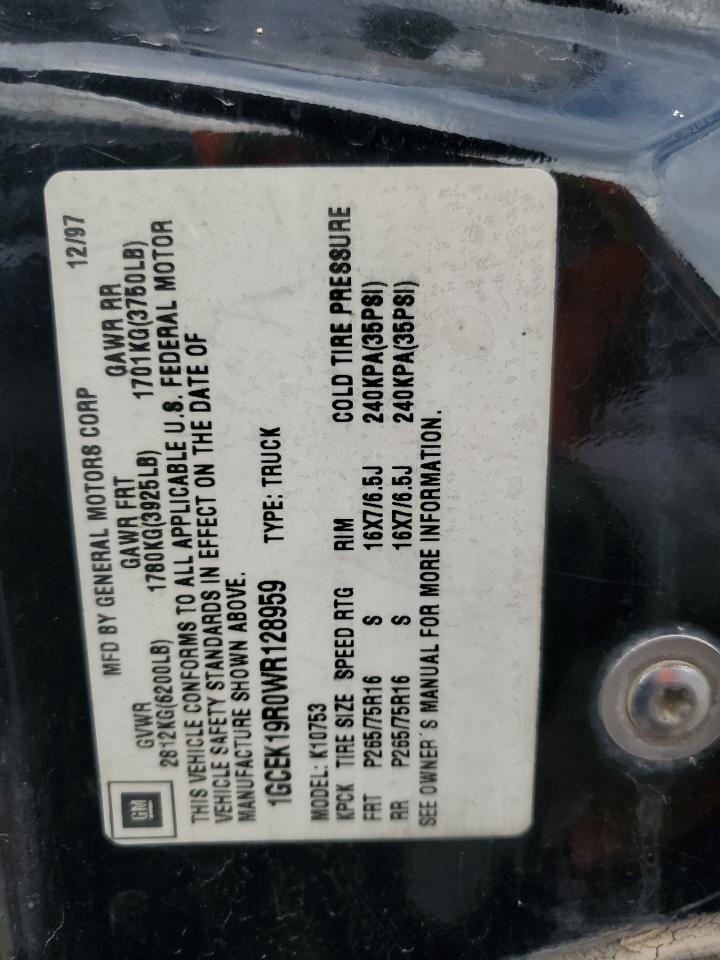 GM
MFD BY GENERAL MOTORS CORP 12/97
GVWR GAWR FRT GAWR RR
2812KG(6200LB) 1780KG(3925LB) 1701KG(3750LB)
THIS VEHICLE CONFORMS TO ALL APPLICABLE U.S. FEDERAL MOTOR
VEHICLE SAFETY STANDARDS IN EFFECT ON THE DATE OF
MANUFACTURE SHOWN ABOVE.
1GCEK19R0WR128959 TYPE: TRUCK
MODEL: K10753
KPCK TIRE SIZE SPEED RTG RIM COLD TIRE PRESSURE
FRT P265/75R16 S 16X7/6.5J 240KPA(35PSI)
RR P265/75R16 S 16X7/6.5J 240KPA(35PSI)
SEE OWNER'S MANUAL FOR MORE INFORMATION.